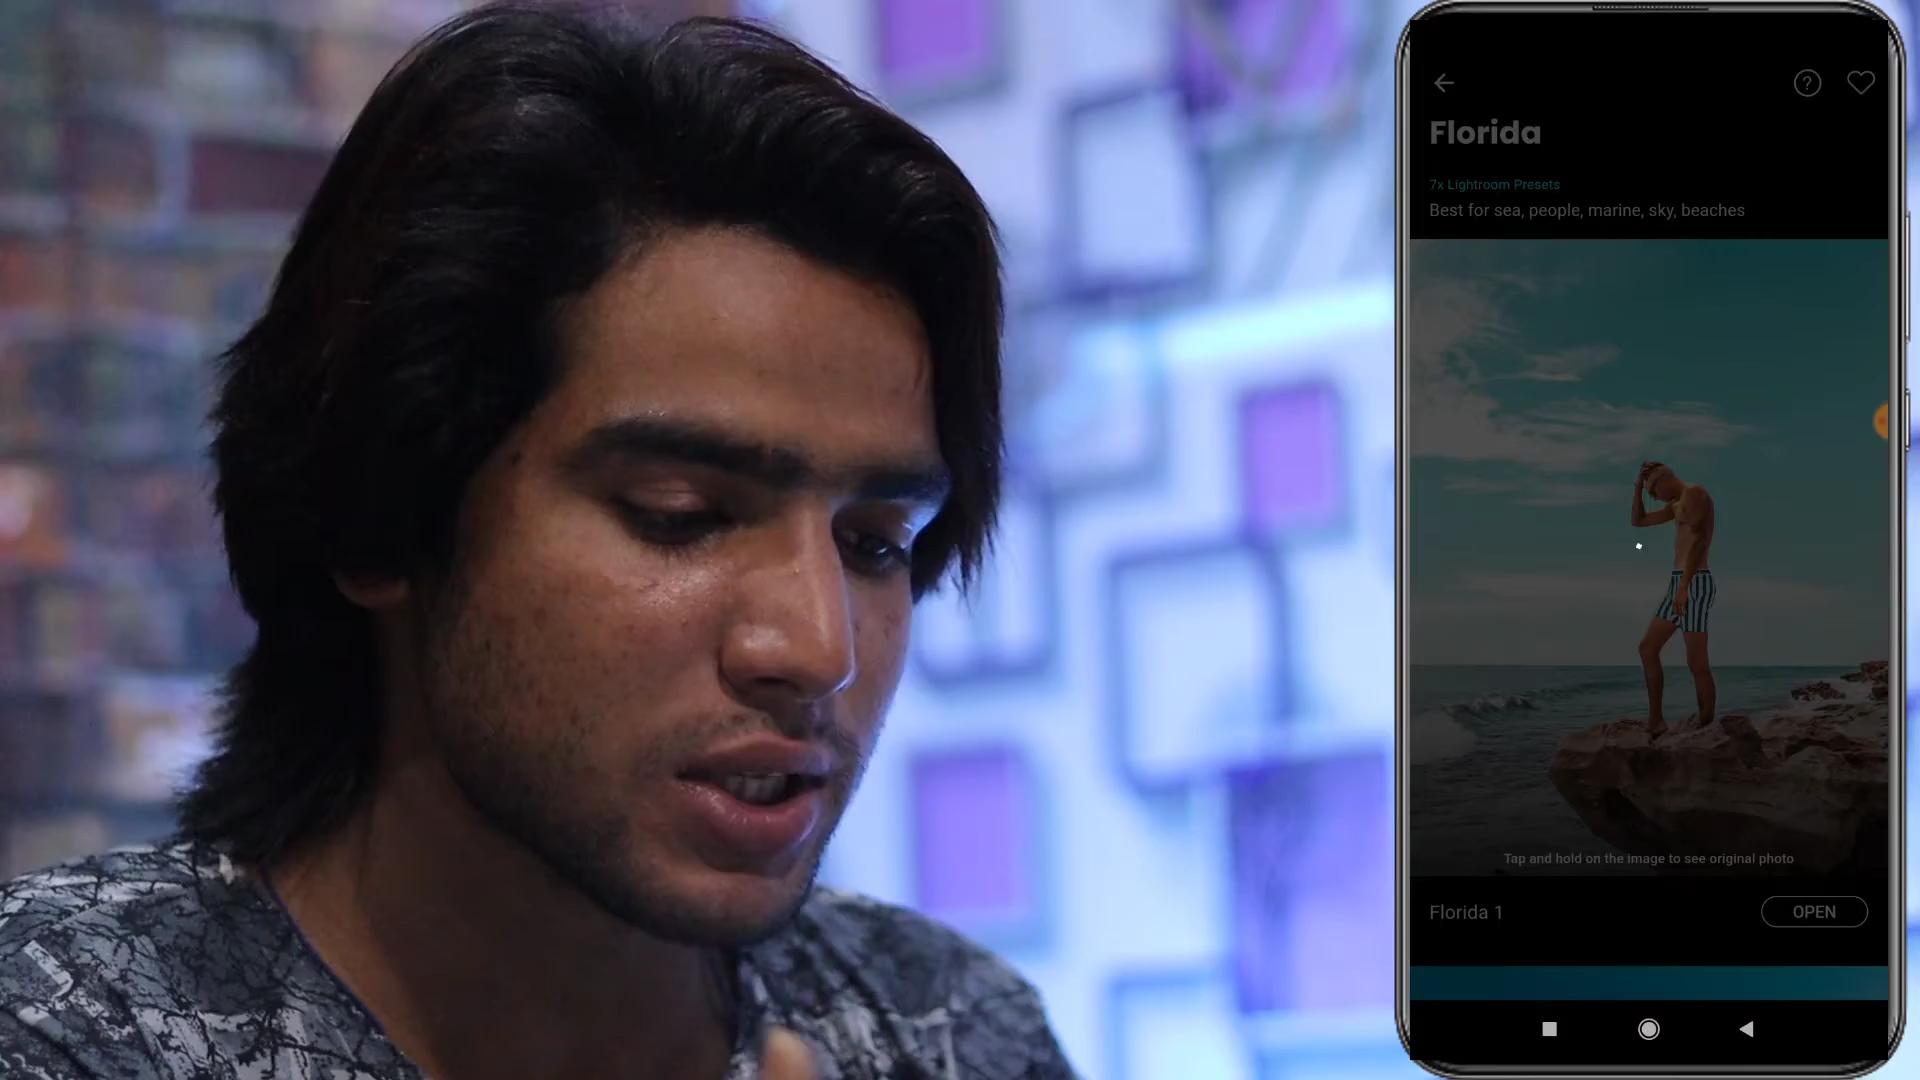 Florida
7x Lightroom Presets
Best for sea, people, marine, sky, beaches
Tap and hold on the image to see original photo
Florida 1
OPEN